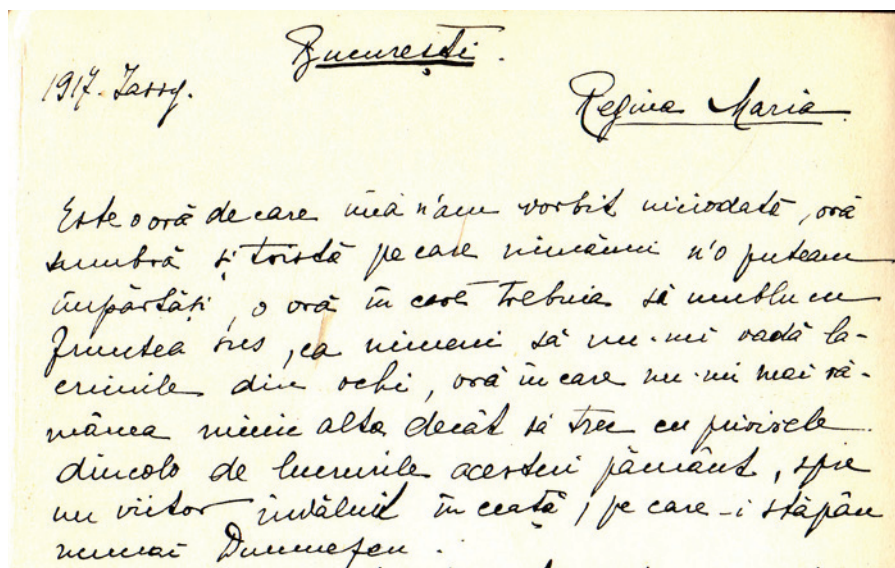 București.
1917. Jassy.
Regina Maria.
Este o oră de care încă n'am vorbit niciodată, oră
sumbră și tristă pe care nimănui n'o puteam
împărtăși, o oră în care trebuia să umblu cu
fruntea sus, ca nimeni să nu-mi vadă la-
crimile din ochi, oră în care nu-mi mai ră-
mânea nimic alta decât să trec cu privirele
dincolo de lucrurile acestui pământ, spre
un viitor învăluit în ceață, pe care-i stăpân
numai Dumnezeu.